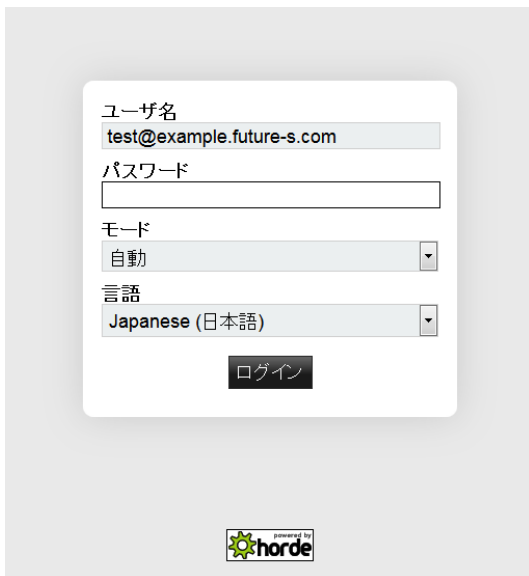 ユーザ名
test@example.future-s.com
パスワード
モード
自動
言語
Japanese (日本語)
ログイン
powered by
horde